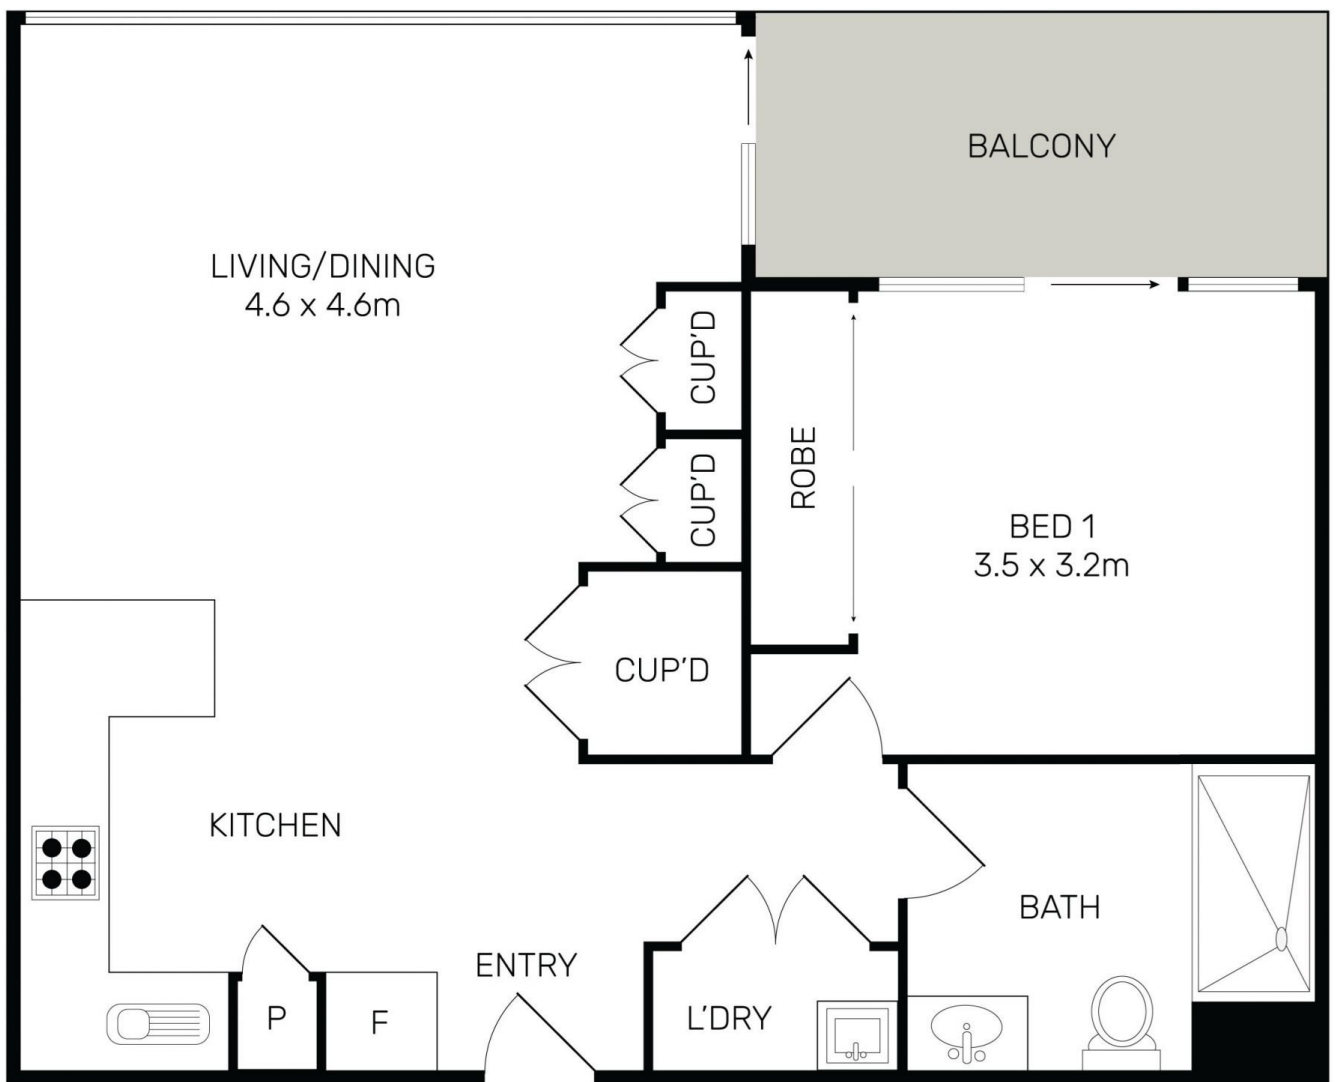 BALCONY
LIVING/DINING
4.6 x 4.6m
CUP'D
CUP'D
ROBE
BED 1
3.5 x 3.2m
CUP'D
KITCHEN
BATH
ENTRY
P
F
L'DRY